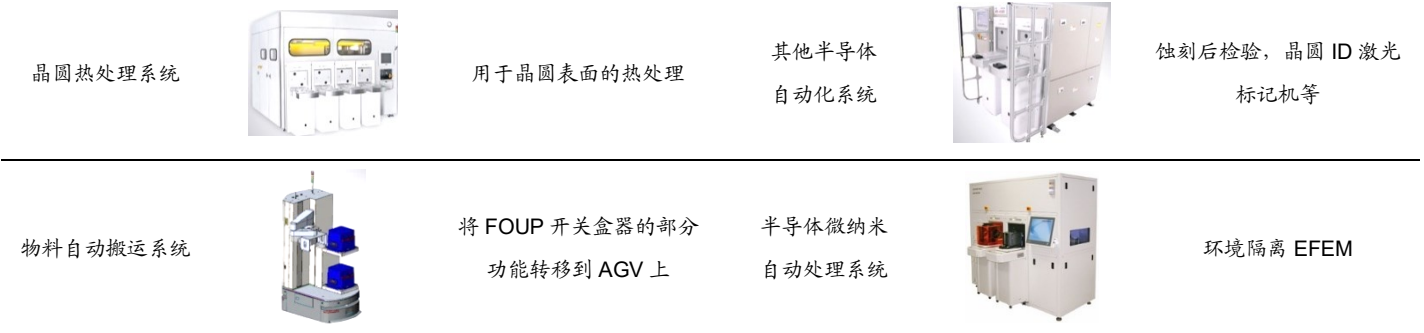 晶圆热处理系统
用于晶圆表面的热处理
其他半导体
自动化系统
蚀刻后检验，晶圆 ID 激光
标记机等
物料自动搬运系统
将 FOUP 开关盒器的部分
功能转移到 AGV 上
半导体微纳米
自动处理系统
环境隔离 EFEM